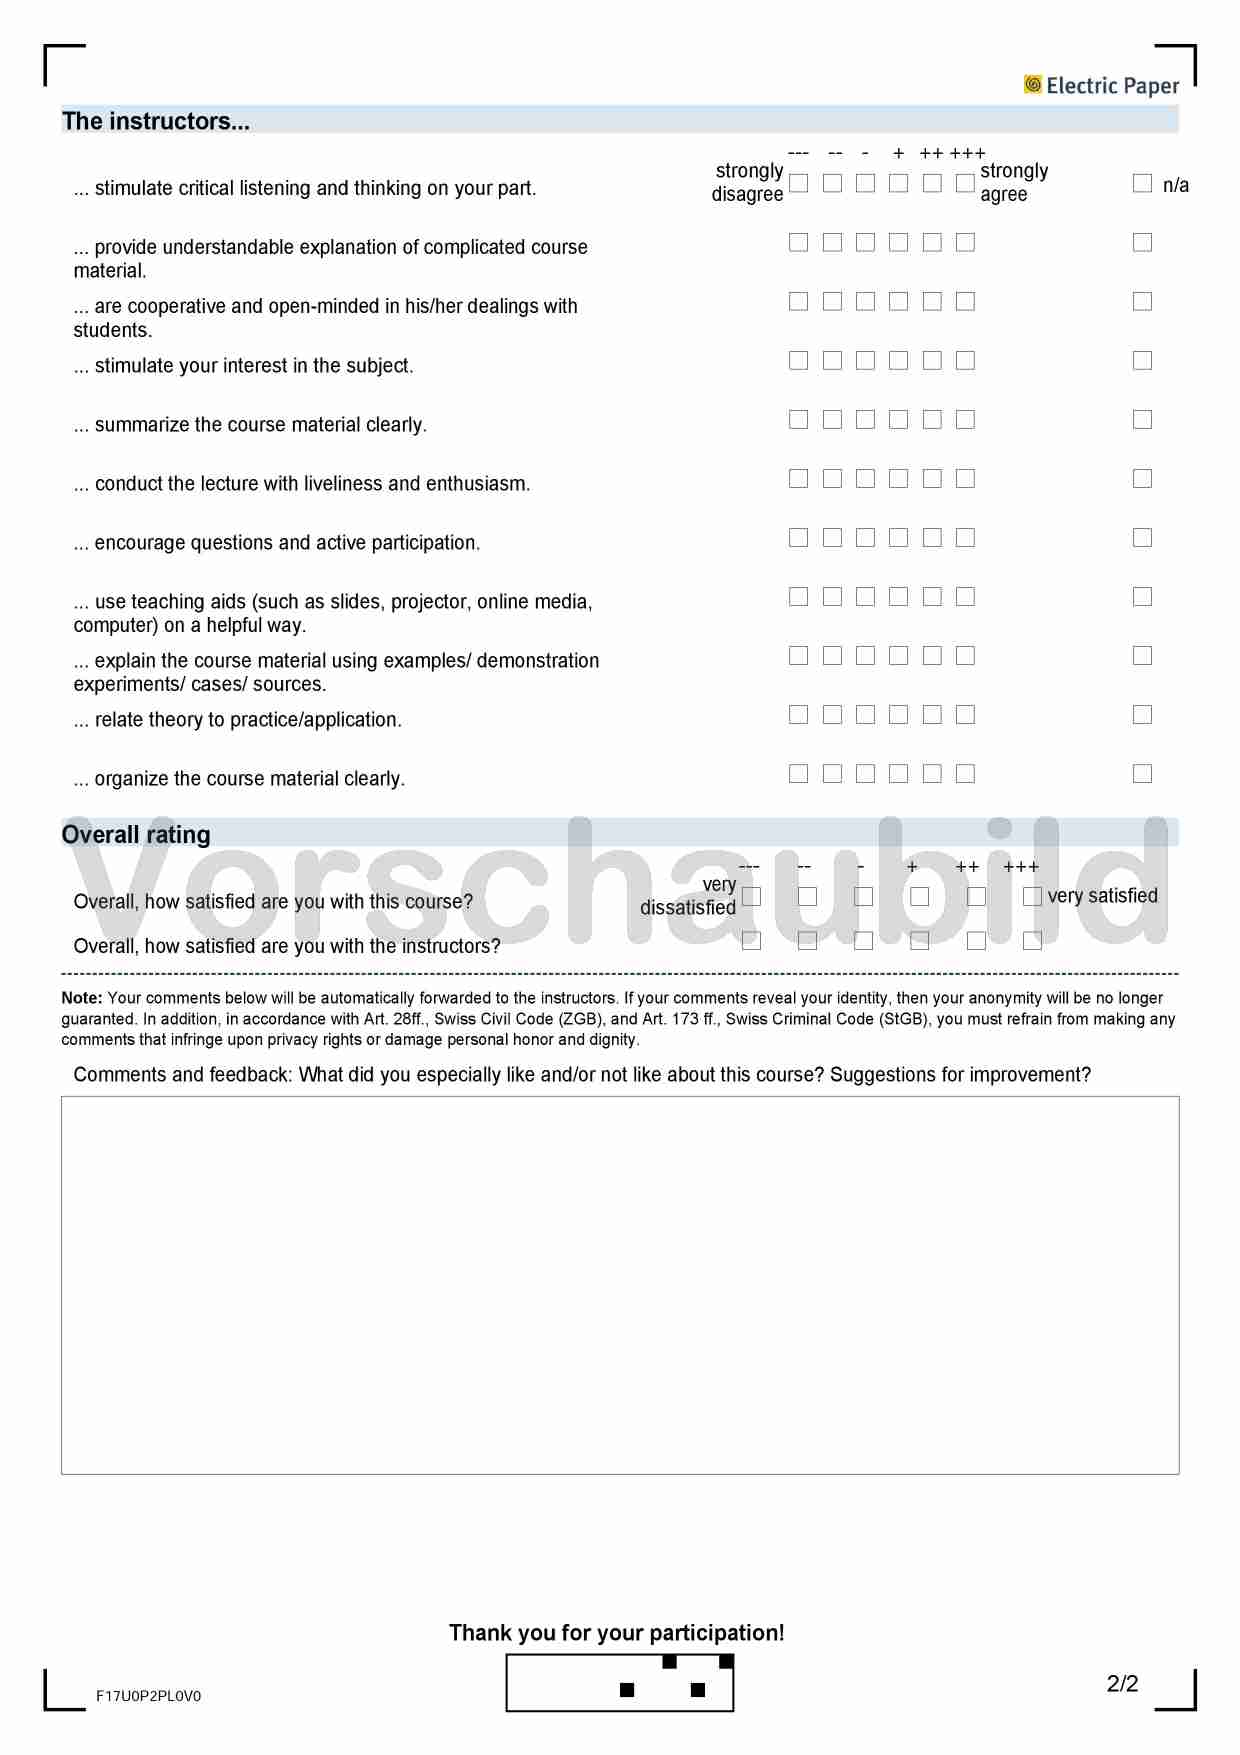 Electric Paper
The instructors...
--- -- - + ++ +++
... stimulate critical listening and thinking on your part.
strongly
disagree
strongly
agree
n/a
... provide understandable explanation of complicated course
material.
... are cooperative and open-minded in his/her dealings with
students.
... stimulate your interest in the subject.
... summarize the course material clearly.
... conduct the lecture with liveliness and enthusiasm.
... encourage questions and active participation.
... use teaching aids (such as slides, projector, online media,
computer) on a helpful way.
... explain the course material using examples/ demonstration
experiments/ cases/ sources.
... relate theory to practice/application.
... organize the course material clearly.
Vorschaubild
Overall rating
--- -- - + ++ +++
Overall, how satisfied are you with this course?
very
dissatisfied
very satisfied
Overall, how satisfied are you with the instructors?
Note: Your comments below will be automatically forwarded to the instructors. If your comments reveal your identity, then your anonymity will be no longer
guaranted. In addition, in accordance with Art. 28ff., Swiss Civil Code (ZGB), and Art. 173 ff., Swiss Criminal Code (StGB), you must refrain from making any
comments that infringe upon privacy rights or damage personal honor and dignity.
Comments and feedback: What did you especially like and/or not like about this course? Suggestions for improvement?
Thank you for your participation!
F17U0P2PL0V0
2/2